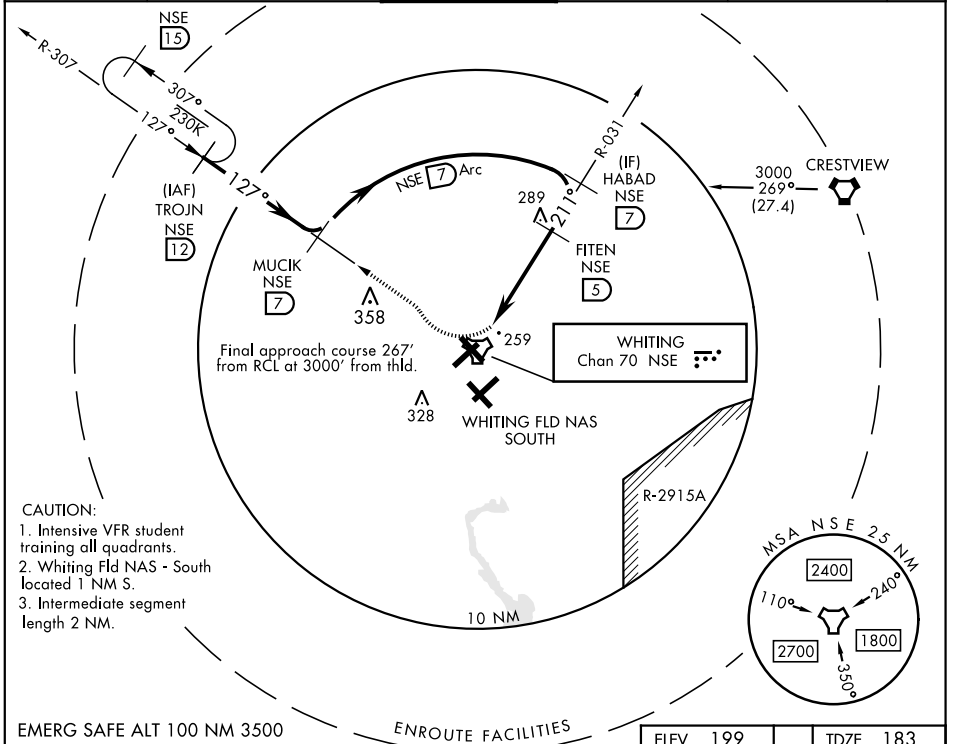 NSE
15
R-307
307°
230K
127°
127°
(IAF)
TROJN
NSE
12
MUCIK
NSE
7
NSE 7 Arc
R-031
(IF)
HABAD
NSE
7
289
211°
FITEN
NSE
5
3000
269°
(27.4)
CRESTVIEW
358
259
Final approach course 267'
from RCL at 3000' from thld.
WHITING
Chan 70 NSE
328
WHITING FLD NAS
SOUTH
R-2915A
CAUTION:
1. Intensive VFR student
training all quadrants.
2. Whiting Fld NAS - South
located 1 NM S.
3. Intermediate segment
length 2 NM.
10 NM
MSA NSE 25 NM
2400
110°
240°
2700
1800
350°
EMERG SAFE ALT 100 NM 3500
ENROUTE FACILITIES
ELEV 199
TDZE 183